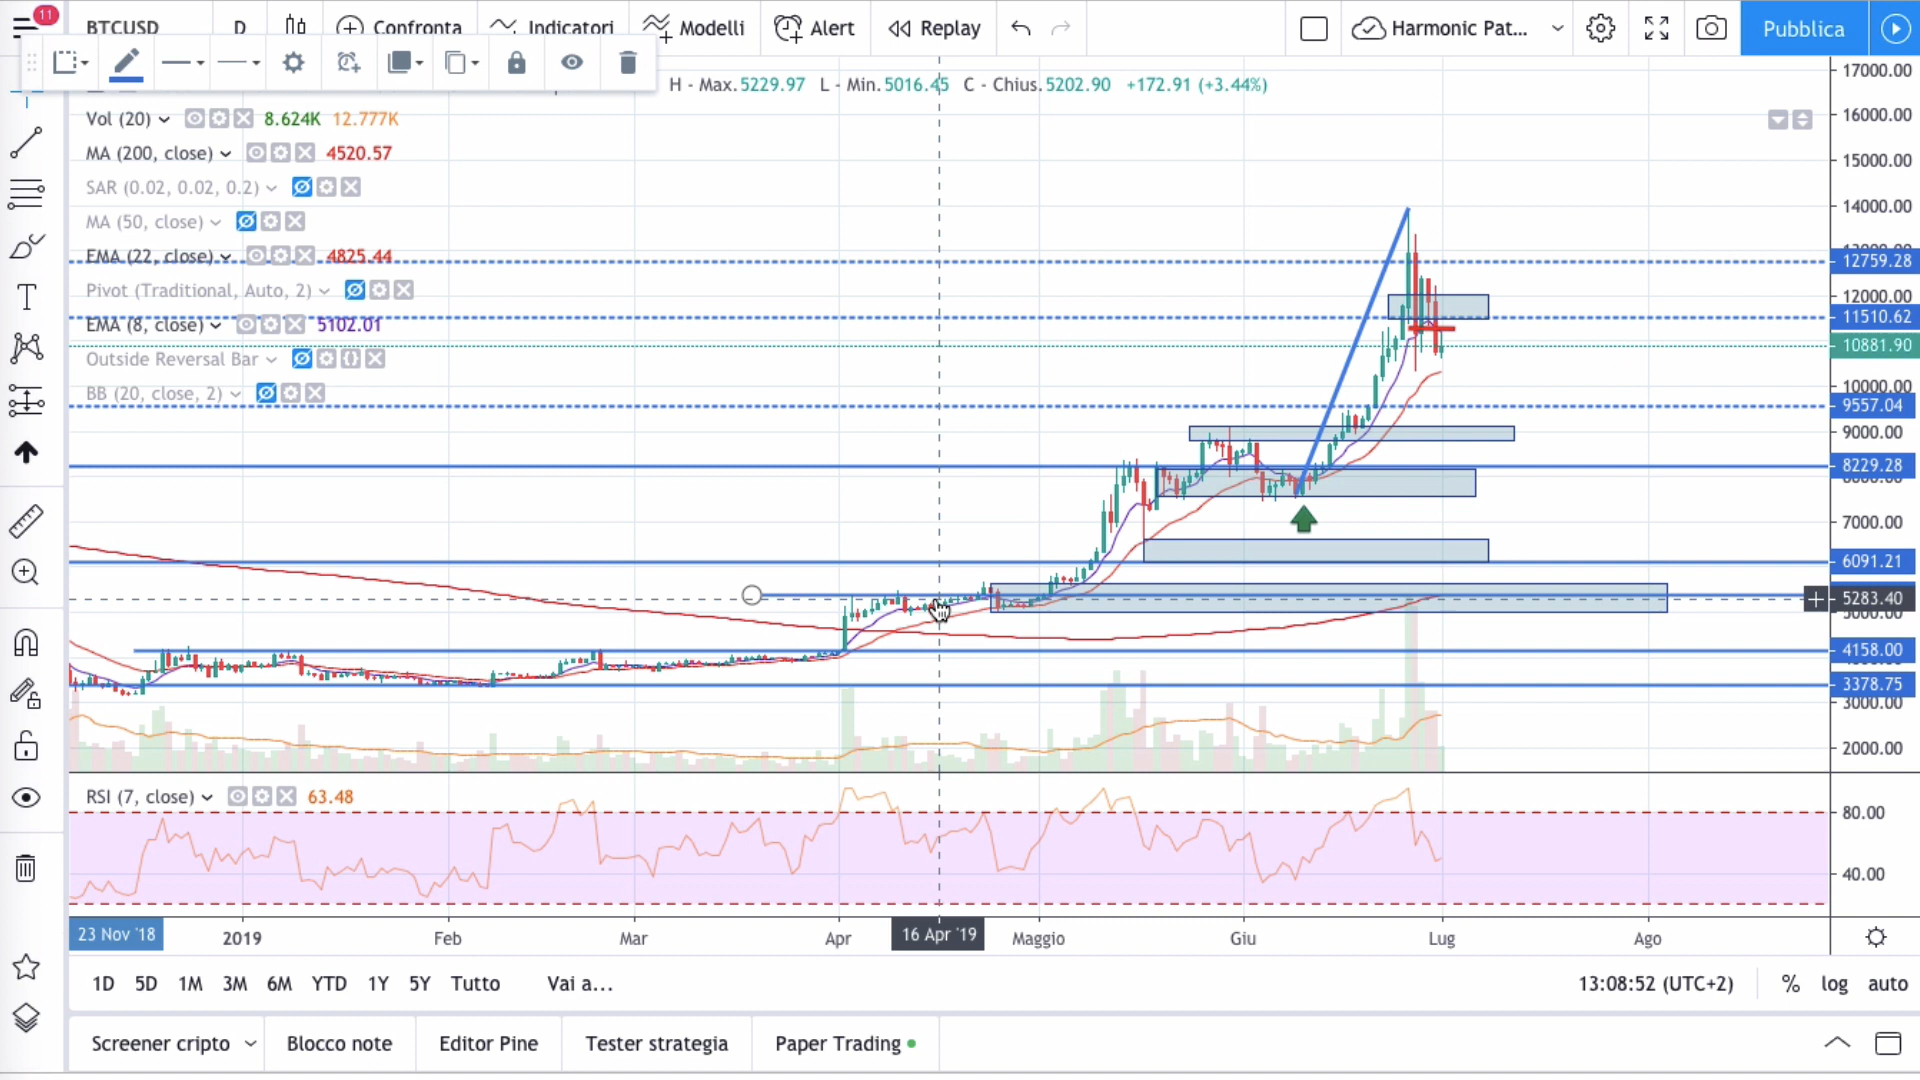 11
BTCUSD D Confronta Indicatori Modelli Alert Replay Harmonic Pat... Pubblica
H - Max.5229.97 L - Min.5016.45 C - Chius.5202.90 +172.91 (+3.44%)
Vol (20) 8.624K 12.777K
MA (200, close) 4520.57
SAR (0.02, 0.02, 0.2)
MA (50, close)
EMA (22, close) 4825.44
Pivot (Traditional, Auto, 2)
EMA (8, close) 5102.01
Outside Reversal Bar
BB (20, close, 2)
17000.00
16000.00
15000.00
14000.00
12759.28
12000.00
11510.62
10881.90
10000.00
9557.04
9000.00
8229.28
7000.00
6091.21
5283.40
4158.00
3378.75
3000.00
2000.00
RSI (7, close) 63.48
80.00
40.00
23 Nov '18 2019 Feb Mar Apr 16 Apr '19 Maggio Giu Lug Ago
1D 5D 1M 3M 6M YTD 1Y 5Y Tutto Vai a... 13:08:52 (UTC+2) % log auto
Screener cripto Blocco note Editor Pine Tester strategia Paper Trading